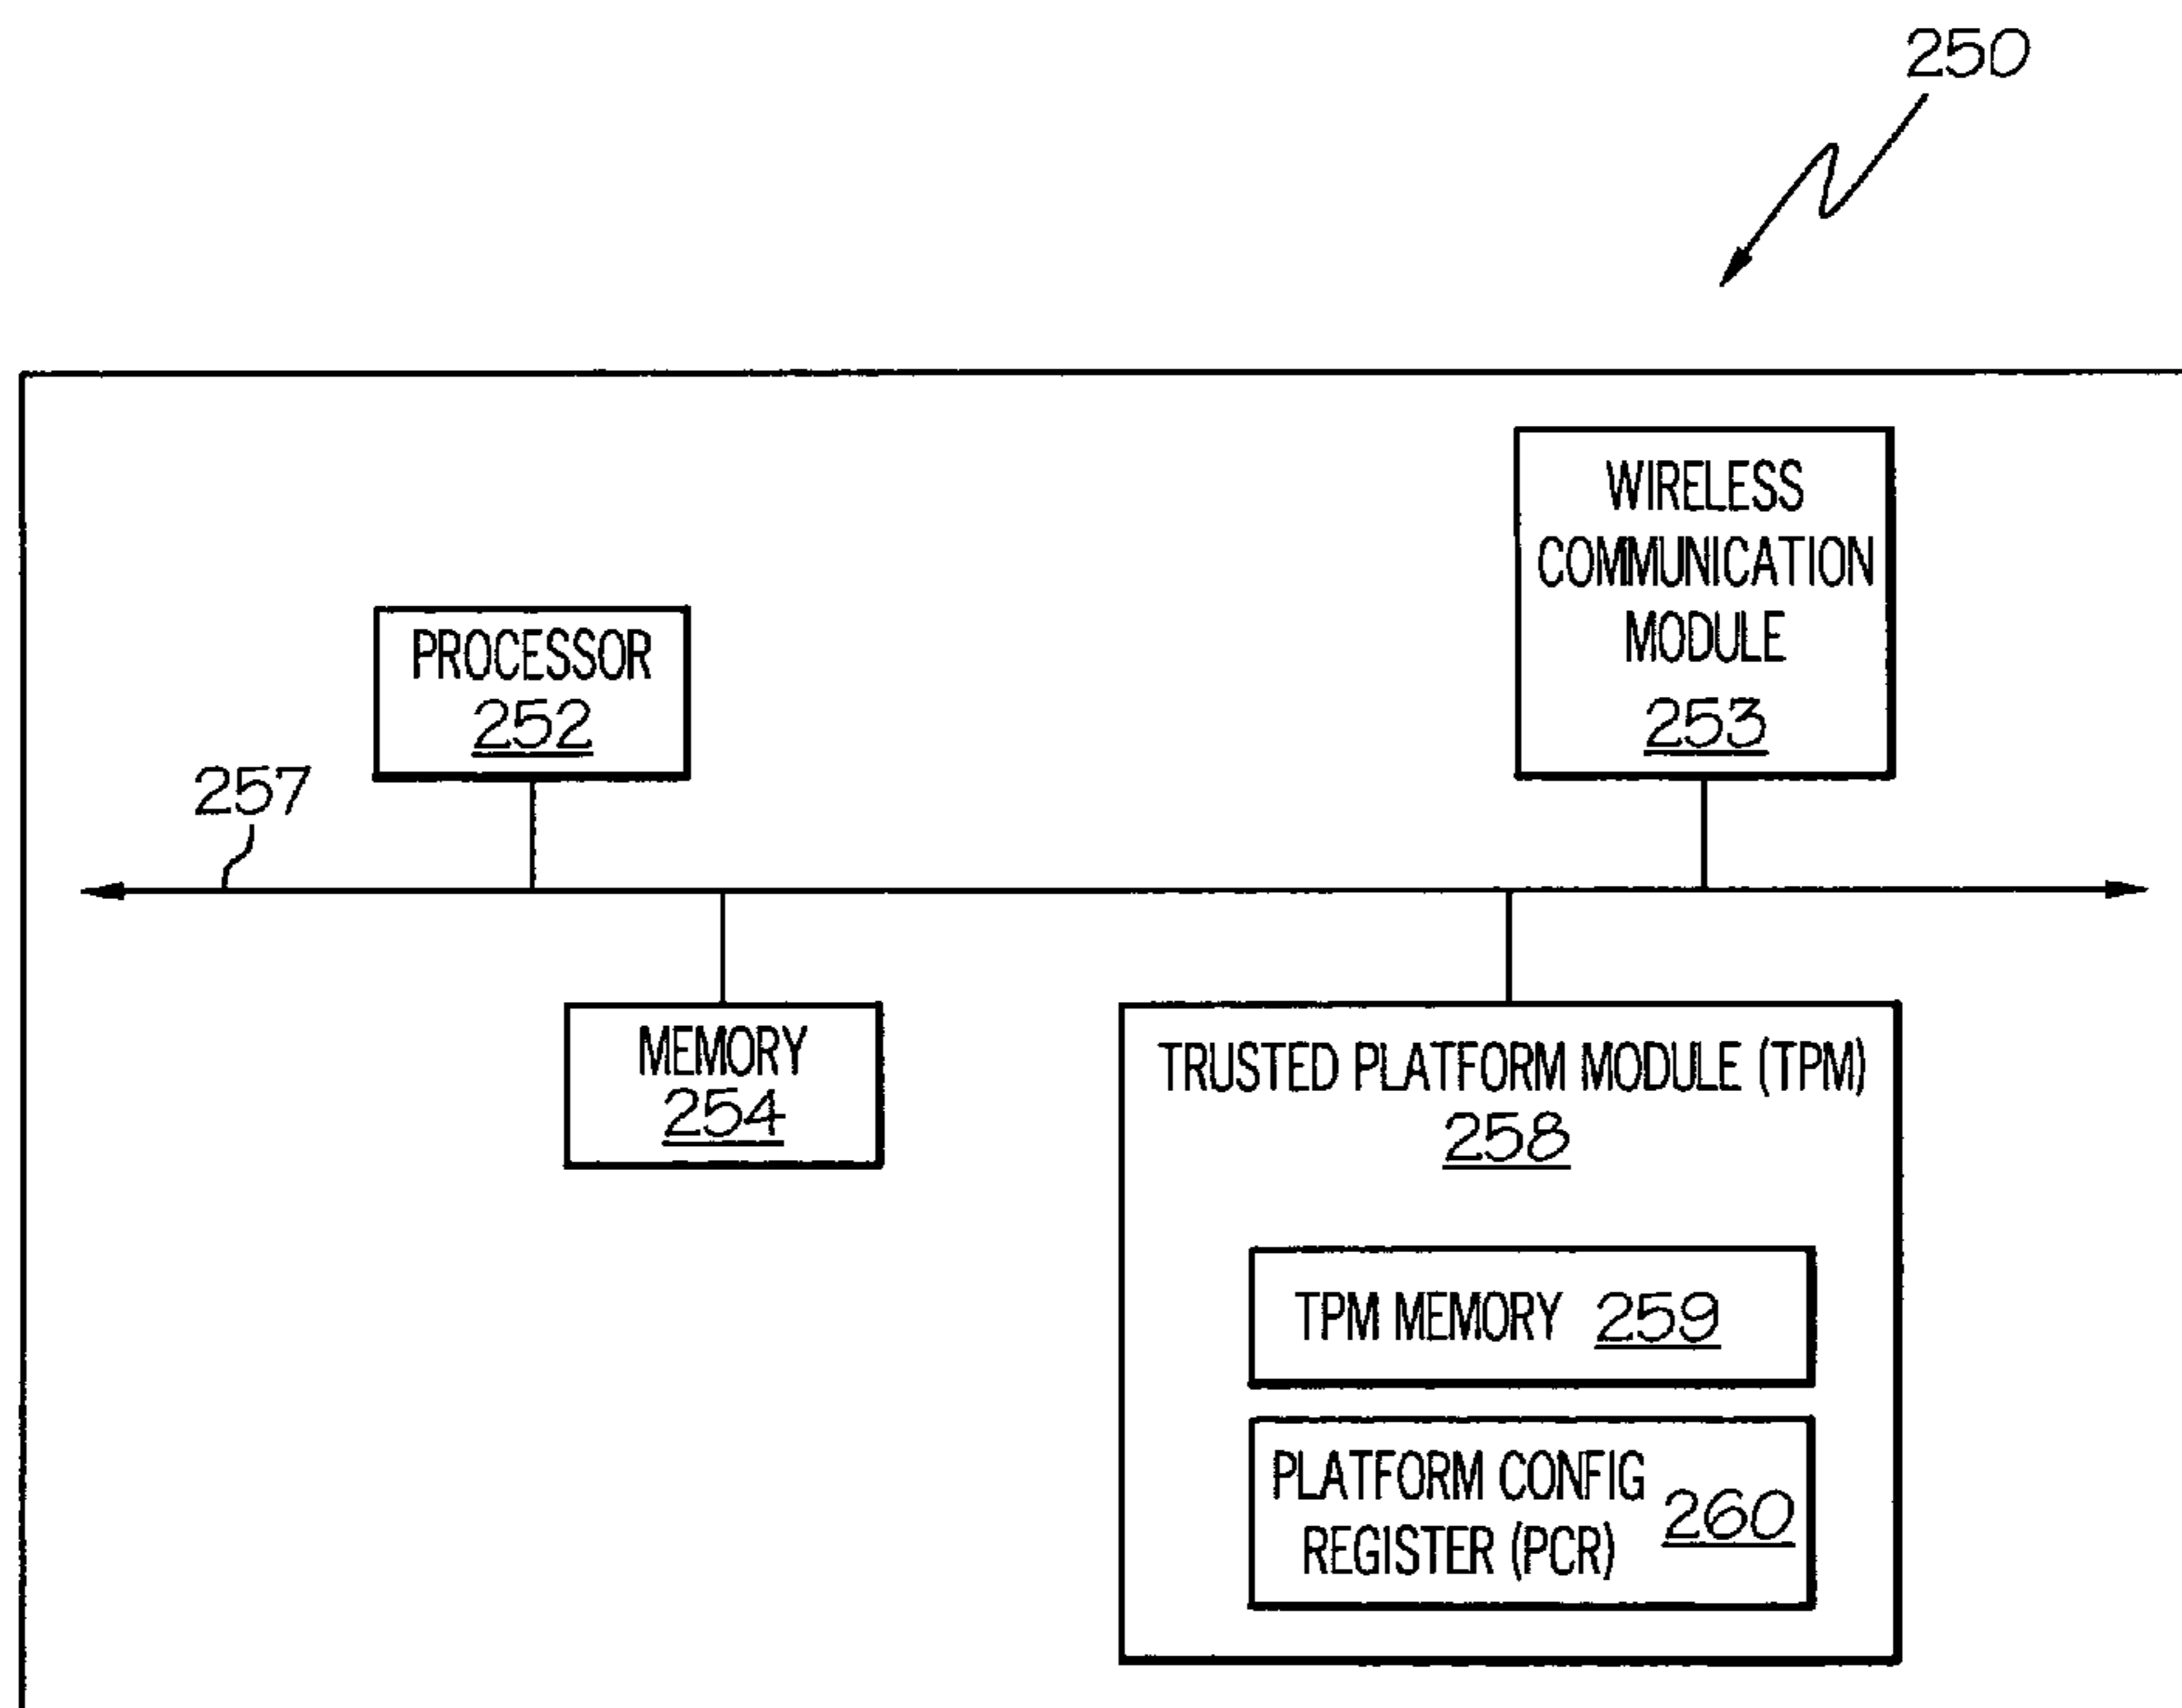 250
WIRELESS
COMMUNICATION
MODULE
253
PROCESSOR
252
257
MEMORY
254
TRUSTED PLATFORM MODULE (TPM)
258
TPM MEMORY 259
PLATFORM CONFIG
REGISTER (PCR)
260